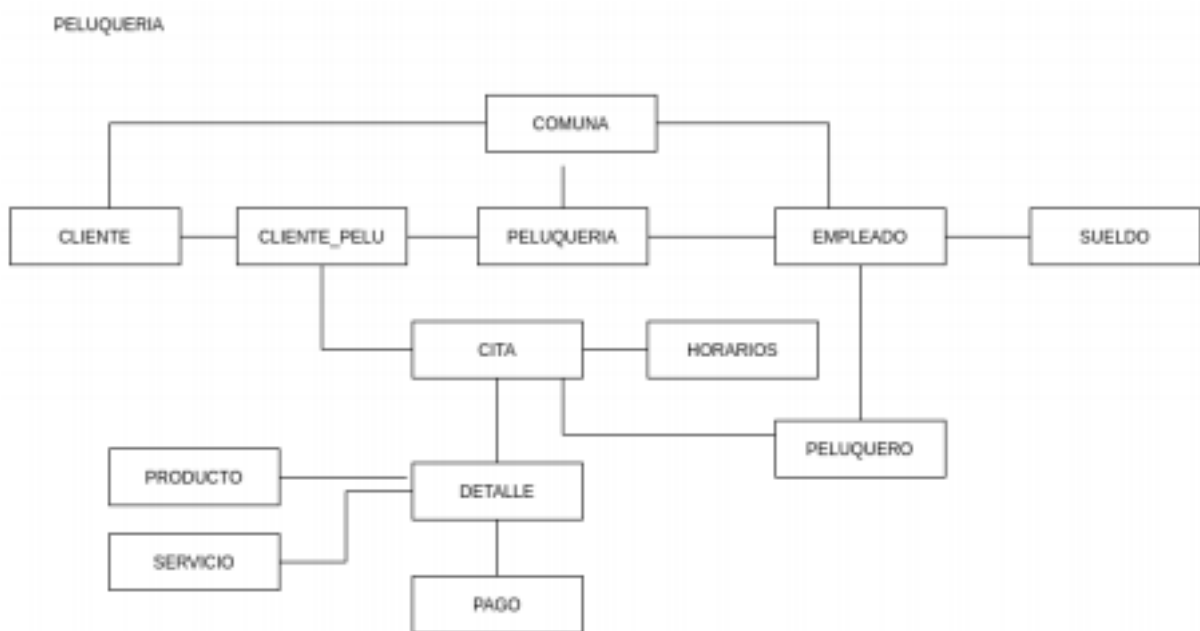 PELUQUERIA
COMUNA
CLIENTE
CLIENTE_PELU
PELUQUERIA
EMPLEADO
SUELDO
CITA
HORARIOS
PELUQUERO
PRODUCTO
DETALLE
SERVICIO
PAGO